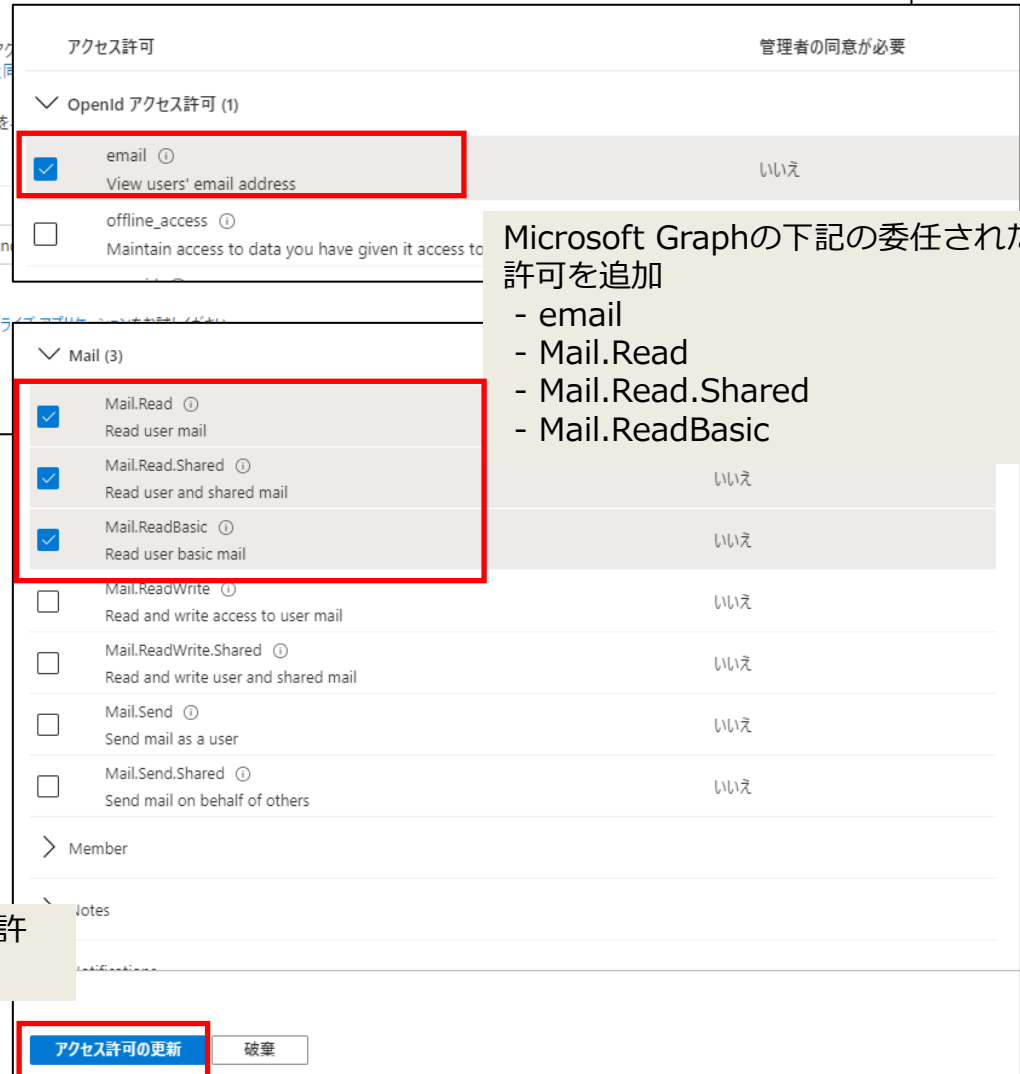 アクセス許可 管理者の同意が必要
OpenId アクセス許可 (1)
email
View users' email address
いいえ
offline_access
Maintain access to data you have given it access to
Microsoft Graphの下記の委任された
許可を追加
- email
- Mail.Read
- Mail.Read.Shared
- Mail.ReadBasic
Mail (3)
Mail.Read
Read user mail
Mail.Read.Shared
Read user and shared mail
いいえ
Mail.ReadBasic
Read user basic mail
いいえ
Mail.ReadWrite
Read and write access to user mail
いいえ
Mail.ReadWrite.Shared
Read and write user and shared mail
いいえ
Mail.Send
Send mail as a user
いいえ
Mail.Send.Shared
Send mail on behalf of others
いいえ
Member
Notes
許
Notifications
アクセス許可の更新 破棄